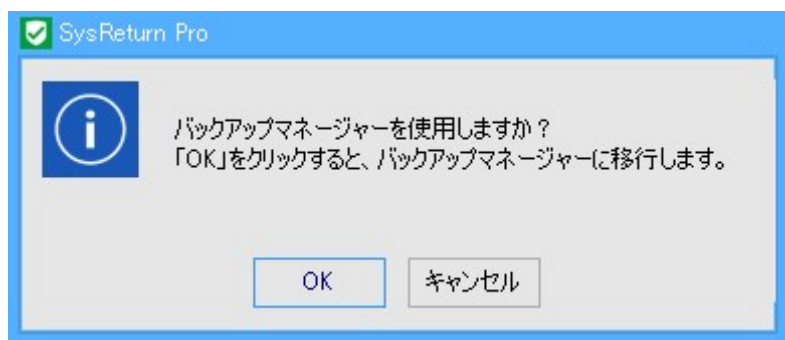 SysReturn Pro
バックアップマネージャーを使用しますか？
「OK」をクリックすると、バックアップマネージャーに移行します。
OK
キャンセル